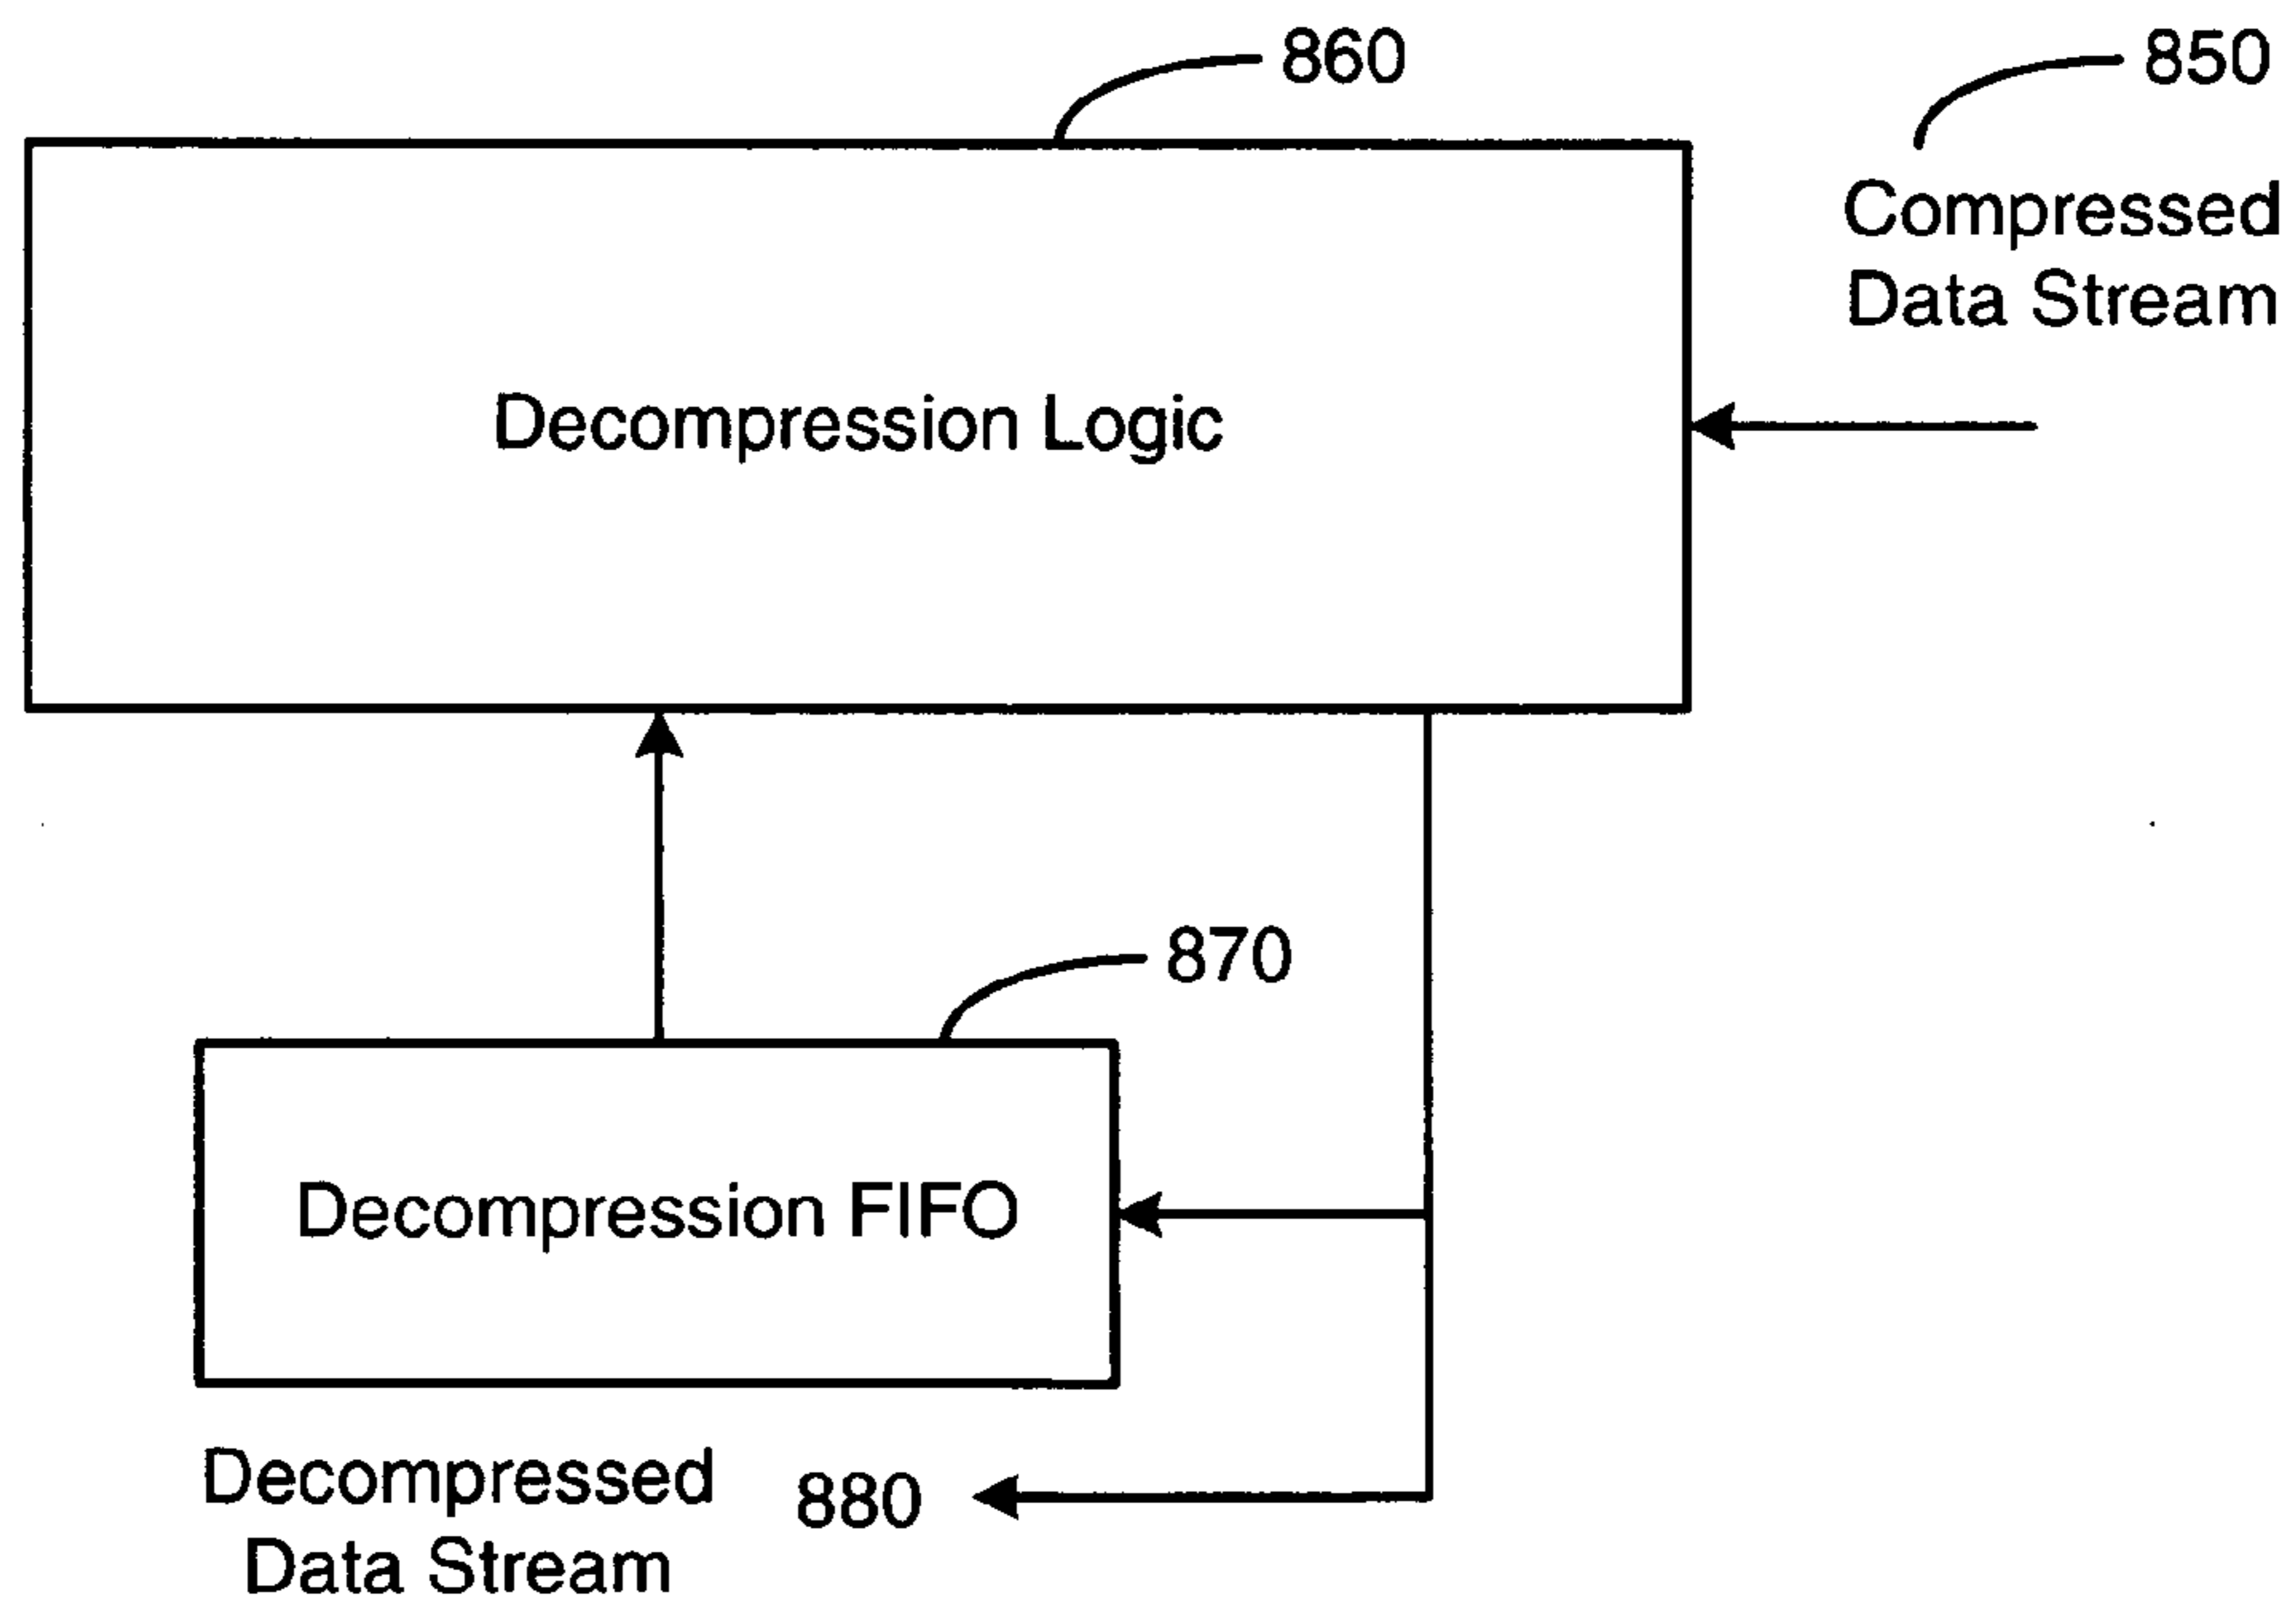 860
850
Compressed
Data Stream
Decompression Logic
870
Decompression FIFO
Decompressed
Data Stream
880